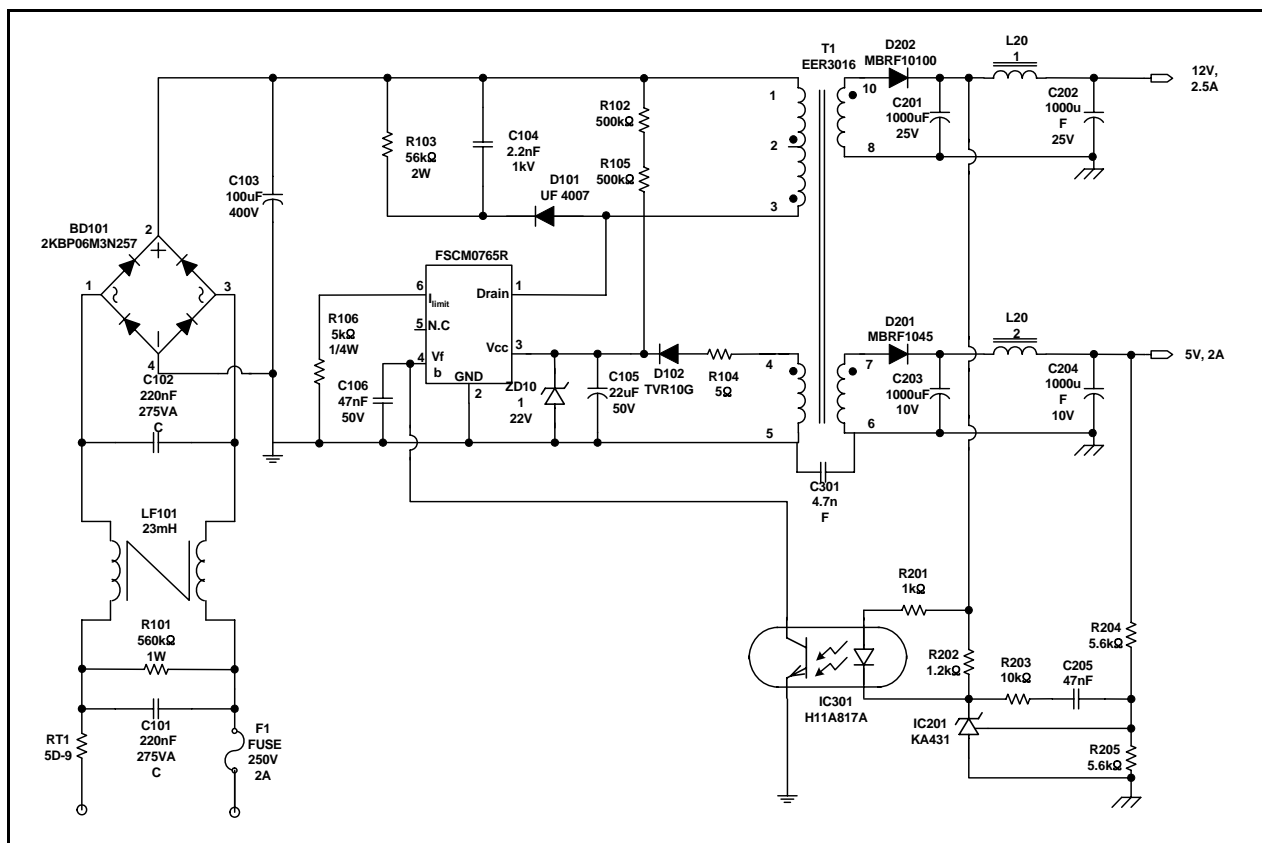 T1
EER3016
D202
MBRF10100
L20
1
12V,
2.5A
1
10
R102
500kΩ
C201
1000uF
25V
C202
1000u
F
25V
R103
56kΩ
2W
C104
2.2nF
1kV
2
8
R105
500kΩ
C103
100uF
400V
D101
UF 4007
3
BD101
2KBP06M3N257
2
1
3
4
FSCM0765R
6
Ilimit
Drain
1
5
N.C
Vcc
3
4
Vf
b
GND
2
R106
5kΩ
1/4W
C106
47nF
50V
ZD10
1
22V
C105
22uF
50V
D102
TVR10G
R104
5Ω
4
5
7
6
D201
MBRF1045
L20
2
5V, 2A
C203
1000uF
10V
C204
1000u
F
10V
C102
220nF
275VA
C
C301
4.7n
F
LF101
23mH
R101
560kΩ
1W
C101
220nF
275VA
C
RT1
5D-9
F1
FUSE
250V
2A
R201
1kΩ
R202
1.2kΩ
R203
10kΩ
C205
47nF
R204
5.6kΩ
IC301
H11A817A
IC201
KA431
R205
5.6kΩ